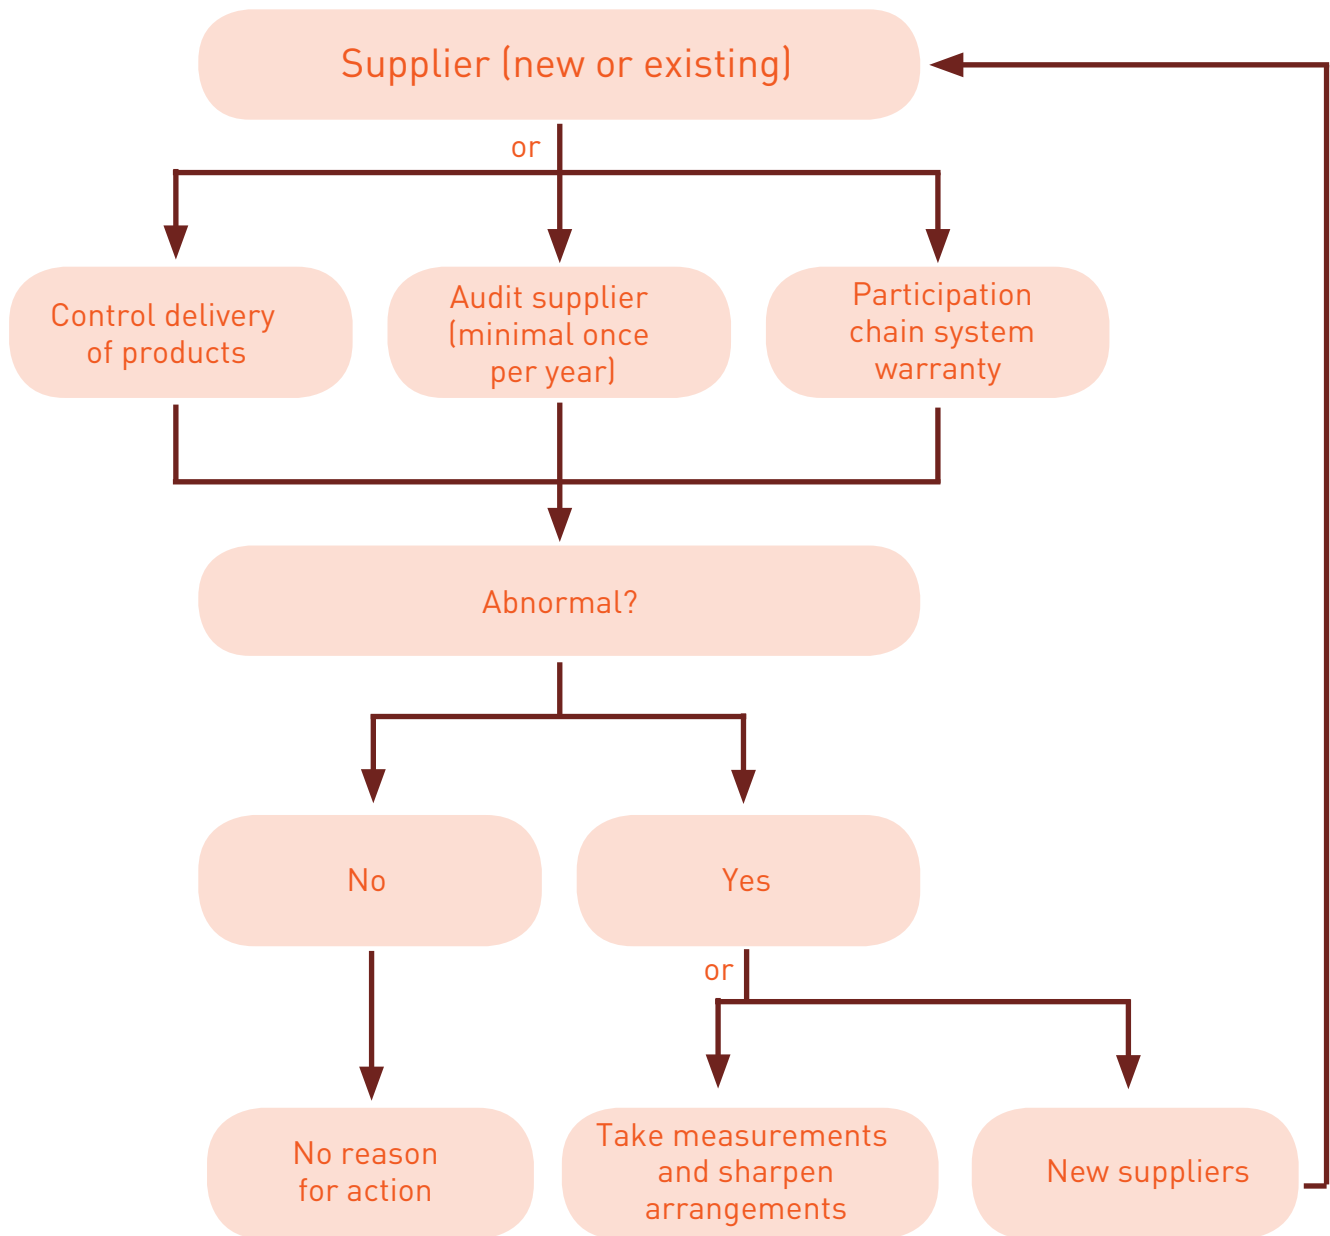 Supplier (new or existing)
or
Control delivery
of products
Audit supplier
(minimal once
per year)
Participation
chain system
warranty
Abnormal?
No
Yes
or
No reason
for action
Take measurements
and sharpen
arrangements
New suppliers